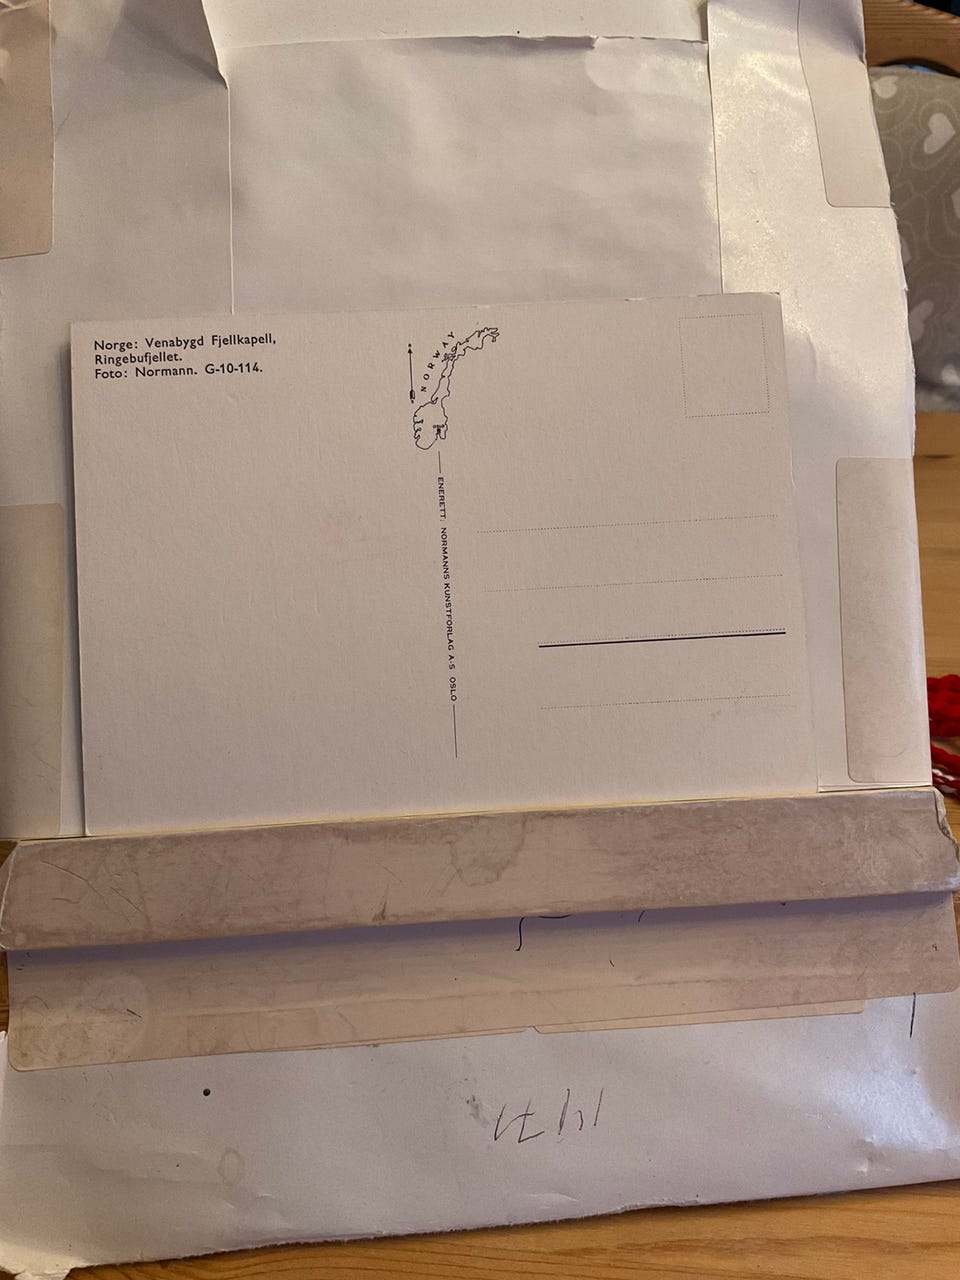 Norge: Venabygd Fjellkapell,
Ringebufjellet.
Foto: Normann. G-10-114.
NORWAY
ENERETT: NORMANNS KUNSTFORLAG A-S OSLO